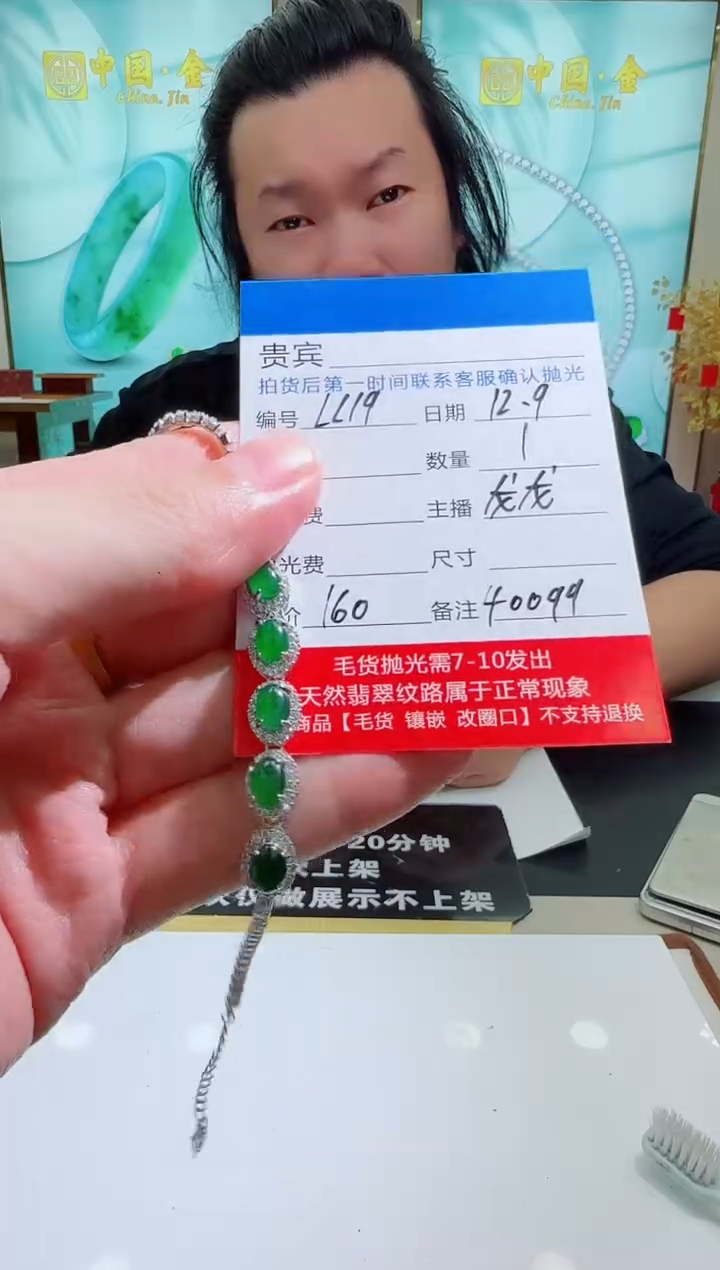 中国·金
China. Jin
中国·金
China. Jin
贵宾
拍货后第一时间联系客服确认抛光
编号 LL19 日期 12.9
数量 1
费 主播 龙龙
光费 尺寸
价 160 备注 40099
毛货抛光需7-10发出
天然翡翠纹路属于正常现象
商品【毛货 镶嵌 改圈口】不支持退换
20分钟
上架
做展示不上架